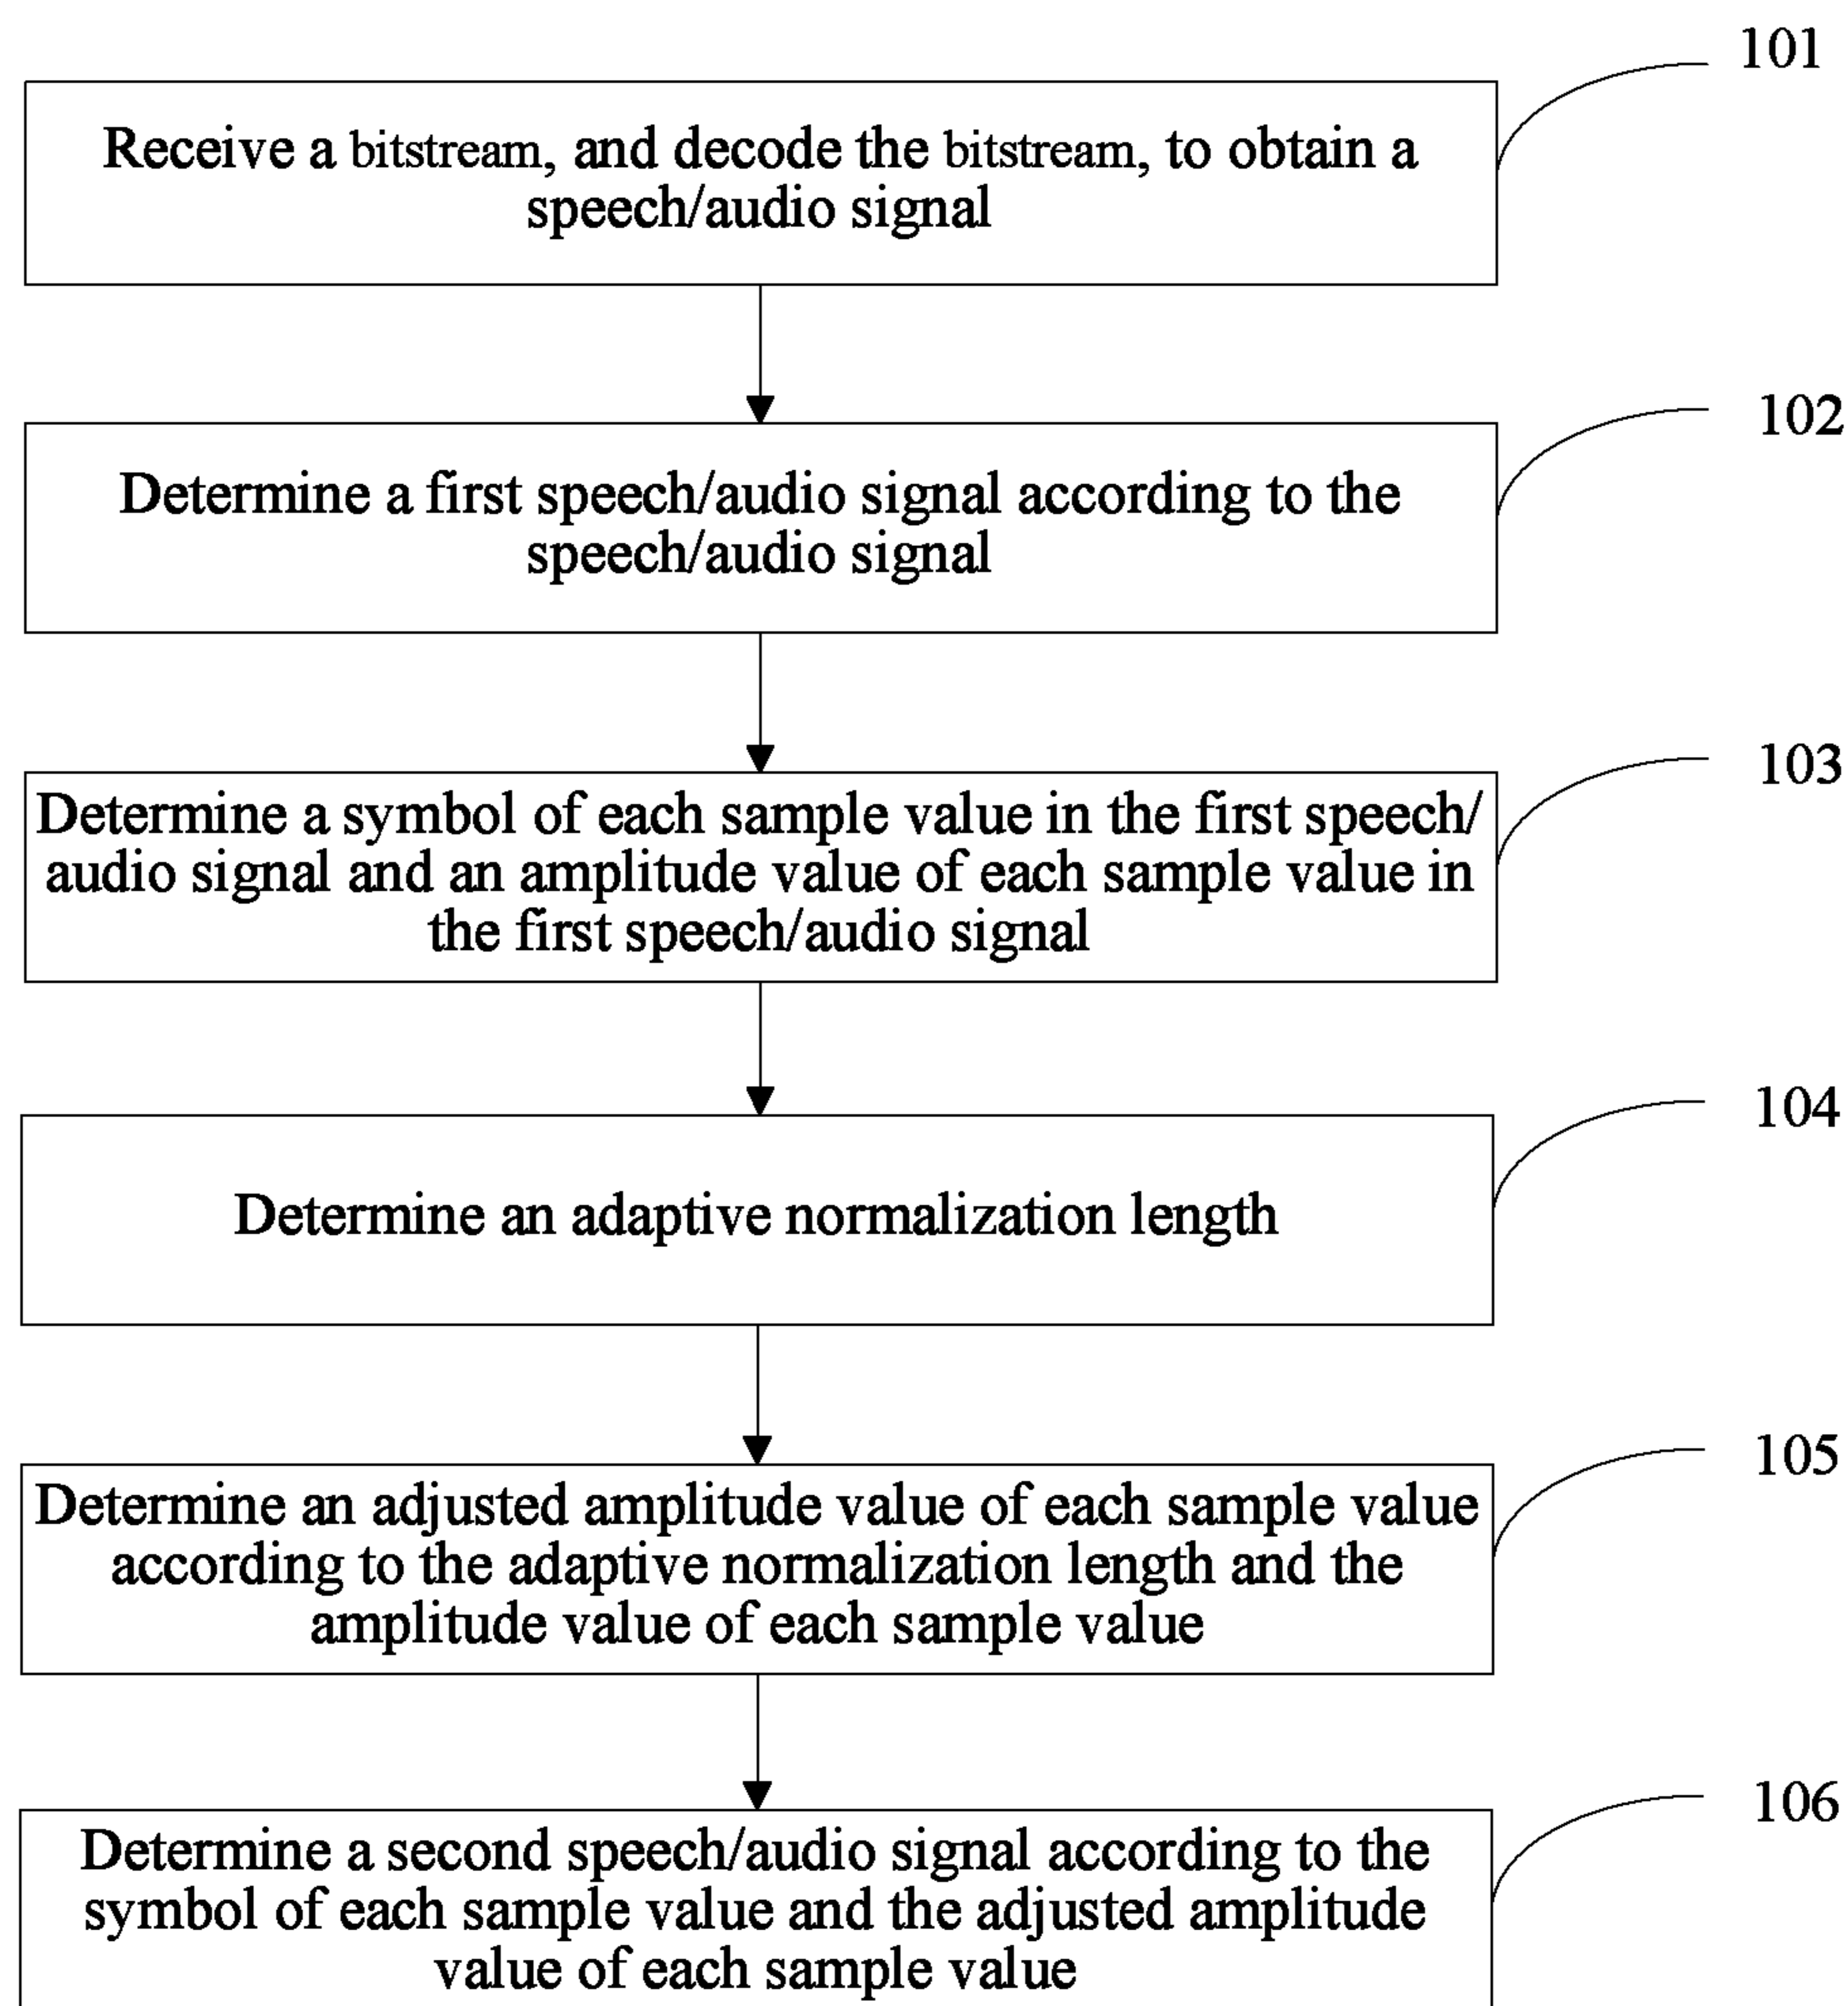 101
Receive a bitstream, and decode the bitstream, to obtain a
speech/audio signal
102
Determine a first speech/audio signal according to the
speech/audio signal
103
Determine a symbol of each sample value in the first speech/
audio signal and an amplitude value of each sample value in
the first speech/audio signal
104
Determine an adaptive normalization length
105
Determine an adjusted amplitude value of each sample value
according to the adaptive normalization length and the
amplitude value of each sample value
106
Determine a second speech/audio signal according to the
symbol of each sample value and the adjusted amplitude
value of each sample value